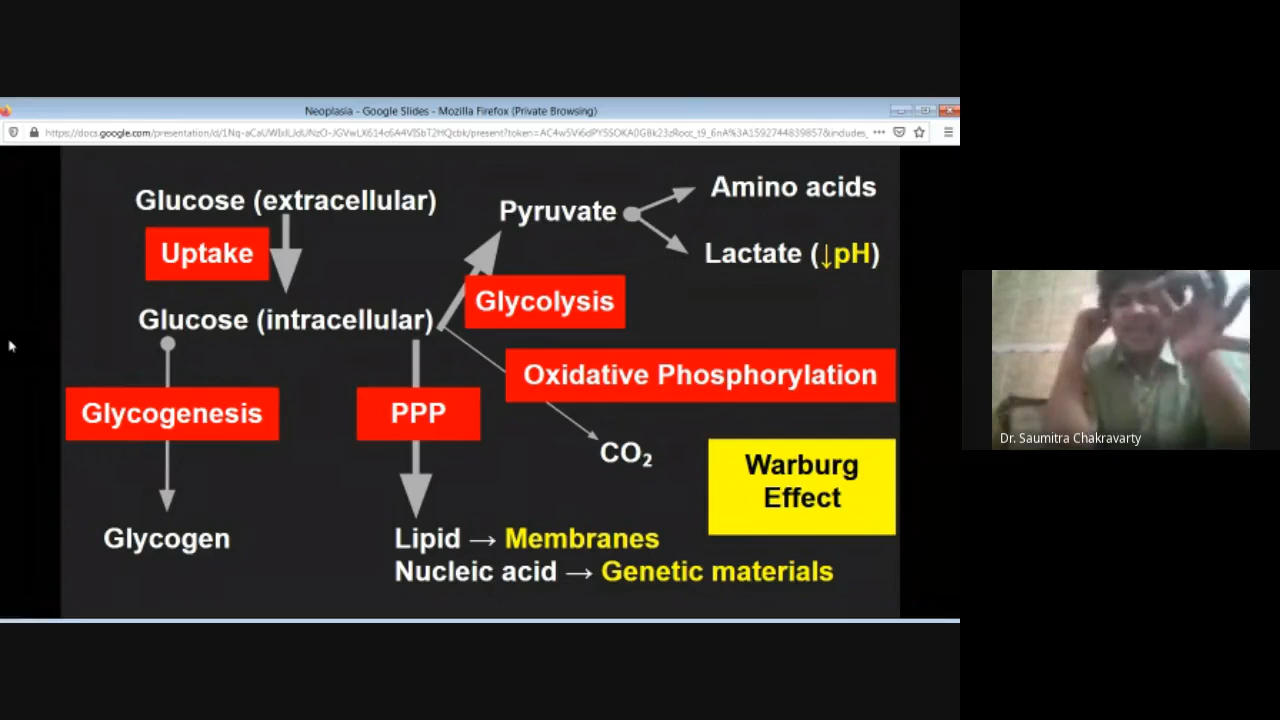 Neoplasia - Google Slides - Mozilla Firefox (Private Browsing)
Glucose (extracellular)
Uptake
Glucose (intracellular)
Pyruvate
Amino acids
Lactate (↓pH)
Glycolysis
Oxidative Phosphorylation
Glycogenesis
PPP
CO₂
Warburg
Effect
Glycogen
Lipid → Membranes
Nucleic acid → Genetic materials
Dr. Saumitra Chakravarty